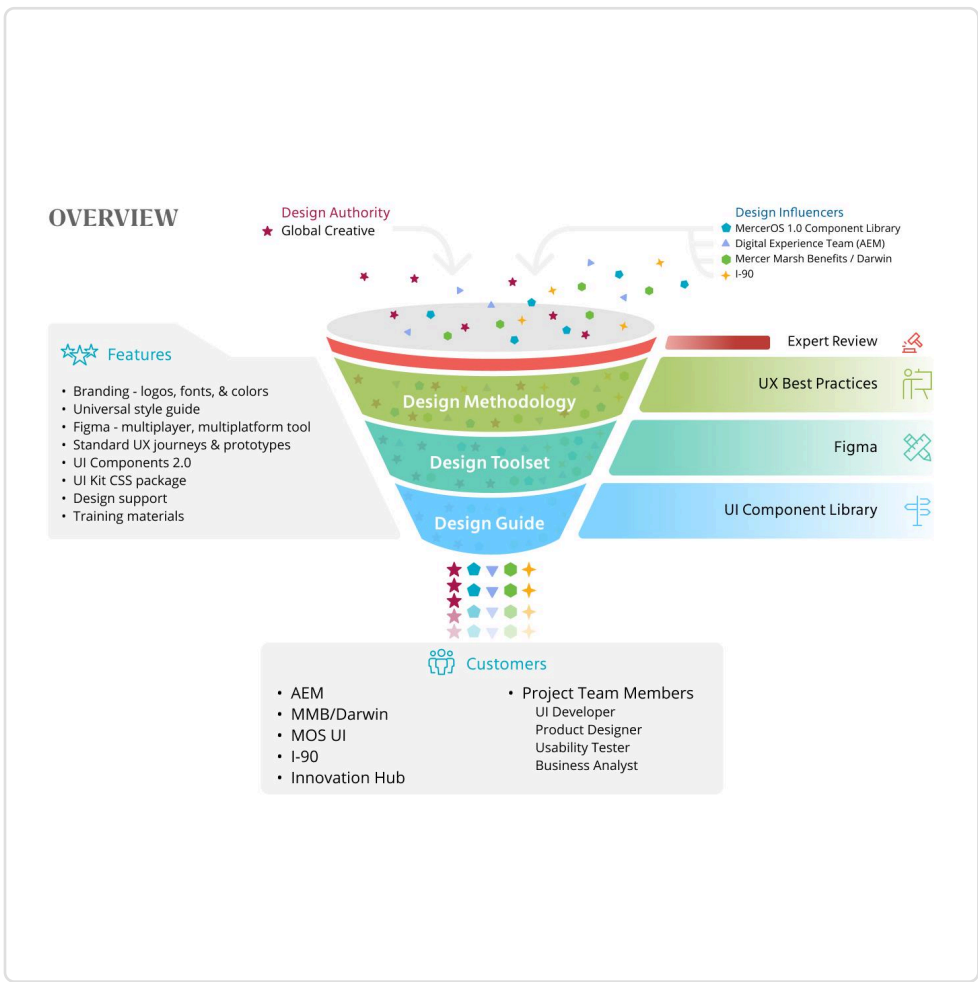 OVERVIEW
Design Authority
Global Creative
Design Influencers
MercerOS 1.0 Component Library
Digital Experience Team (AEM)
Mercer Marsh Benefits / Darwin
I-90
Features
• Branding - logos, fonts, & colors
• Universal style guide
• Figma - multiplayer, multiplatform tool
• Standard UX journeys & prototypes
• UI Components 2.0
• UI Kit CSS package
• Design support
• Training materials
Design Methodology
Design Toolset
Design Guide
Expert Review
UX Best Practices
Figma
UI Component Library
Customers
• AEM
• MMB/Darwin
• MOS UI
• I-90
• Innovation Hub
• Project Team Members
UI Developer
Product Designer
Usability Tester
Business Analyst